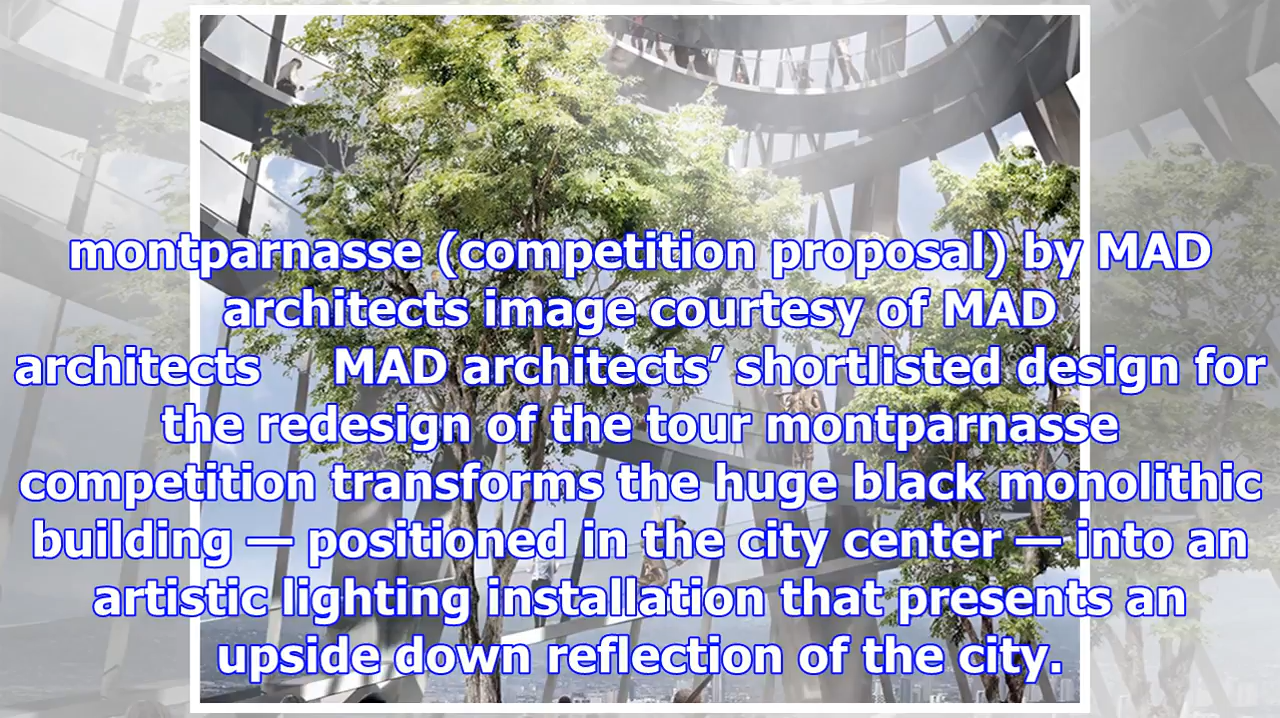 montparnasse (competition proposal) by MAD
architects image courtesy of MAD
architects MAD architects’ shortlisted design for
the redesign of the tour montparnasse
competition transforms the huge black monolithic
building — positioned in the city center — into an
artistic lighting installation that presents an
upside down reflection of the city.